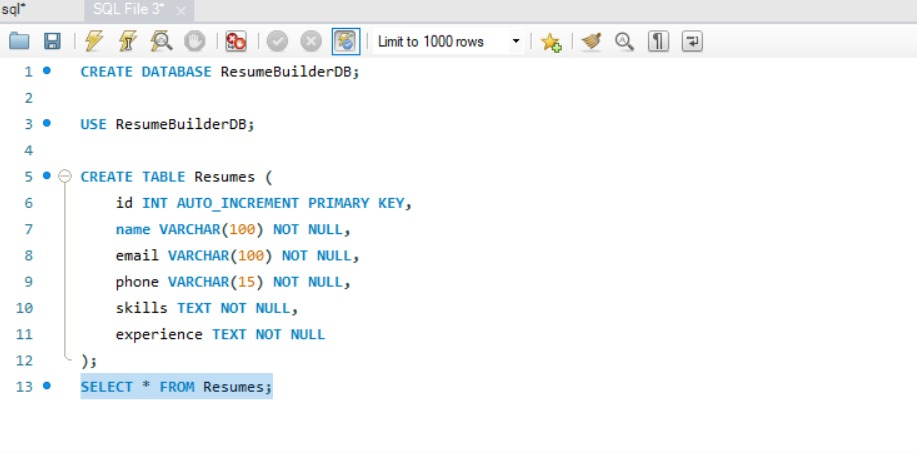 sql*
SQL File 3*
Limit to 1000 rows
1 CREATE DATABASE ResumeBuilderDB;
2
3 USE ResumeBuilderDB;
4
5 CREATE TABLE Resumes (
6 id INT AUTO_INCREMENT PRIMARY KEY,
7 name VARCHAR(100) NOT NULL,
8 email VARCHAR(100) NOT NULL,
9 phone VARCHAR(15) NOT NULL,
10 skills TEXT NOT NULL,
11 experience TEXT NOT NULL
12 );
13 SELECT * FROM Resumes;